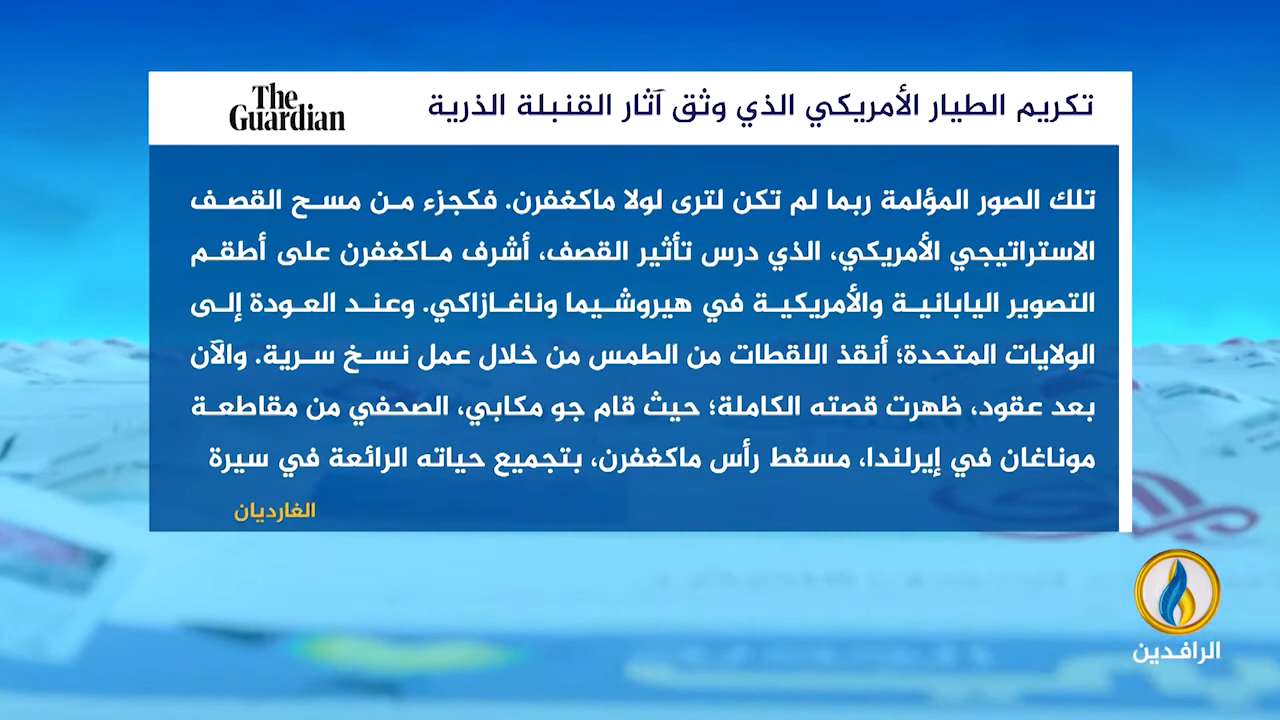 تكريم الطيار الأمريكي الذي وثق آثار القنبلة الذرية
The
Guardian
تلك الصور المؤلمة ربما لم تكن لترى لولا ماكغفرن. فكجزء من مسح القصف
الاستراتيجي الأمريكي، الذي درس تأثير القصف، أشرف ماكغفرن على أطقم
التصوير اليابانية والأمريكية في هيروشيما وناغازاكي. وعند العودة إلى
الولايات المتحدة؛ أنقذ اللقطات من الطمس من خلال عمل نسخ سرية. والآن
بعد عقود، ظهرت قصته الكاملة؛ حيث قام جو مكابي، الصحفي من مقاطعة
موناغان في إيرلندا، مسقط رأس ماكغفرن، بتجميع حياته الرائعة في سيرة
الغارديان
الرافدين